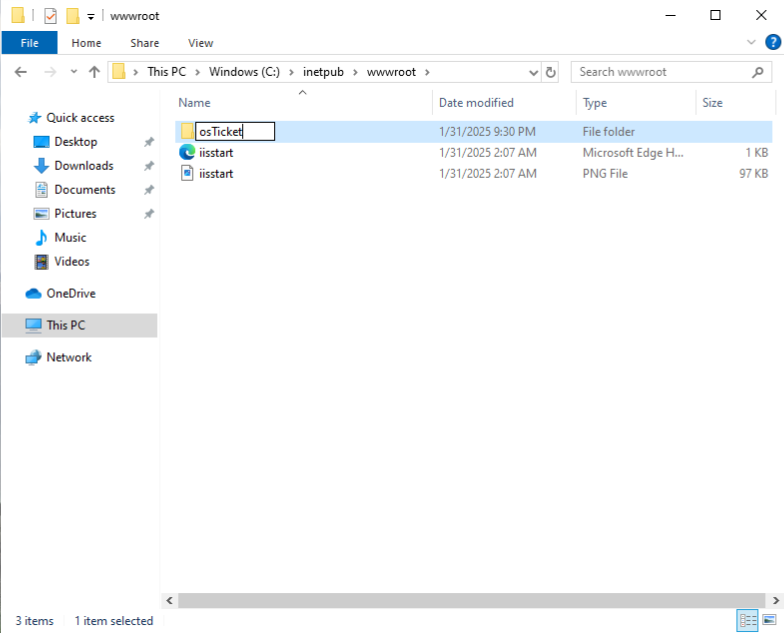 wwwroot
File Home Share View
This PC Windows (C:) inetpub wwwroot Search wwwroot
Name Date modified Type Size
osTicket 1/31/2025 9:30 PM File folder
iisstart 1/31/2025 2:07 AM Microsoft Edge H... 1 KB
iisstart 1/31/2025 2:07 AM PNG File 97 KB
Quick access
Desktop
Downloads
Documents
Pictures
Music
Videos
OneDrive
This PC
Network
3 items 1 item selected